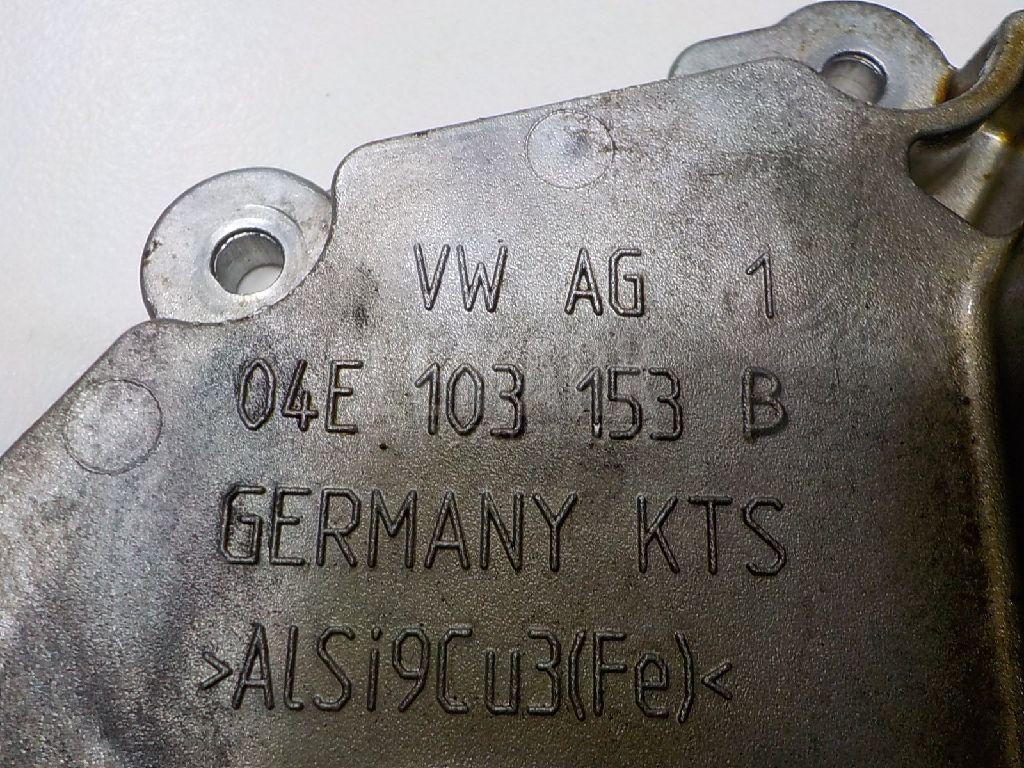 VW AG 1
04E 103 153 B
GERMANY KTS
>AlSi9Cu3(Fe)<